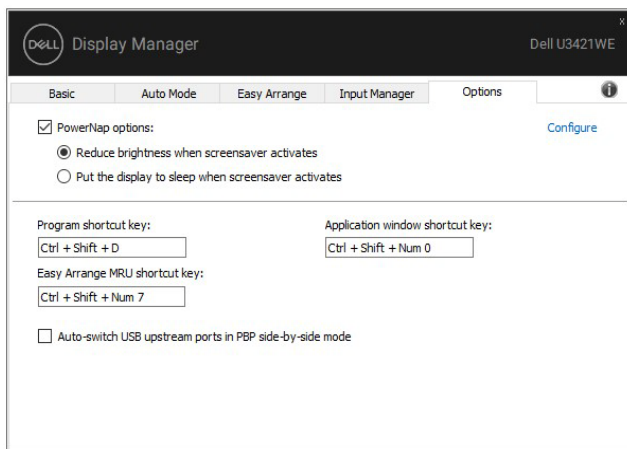 x
DELL Display Manager Dell U3421WE
Basic Auto Mode Easy Arrange Input Manager Options i
PowerNap options: Configure
Reduce brightness when screensaver activates
Put the display to sleep when screensaver activates
Program shortcut key: Application window shortcut key:
Ctrl + Shift + D Ctrl + Shift + Num 0
Easy Arrange MRU shortcut key:
Ctrl + Shift + Num 7
Auto-switch USB upstream ports in PBP side-by-side mode